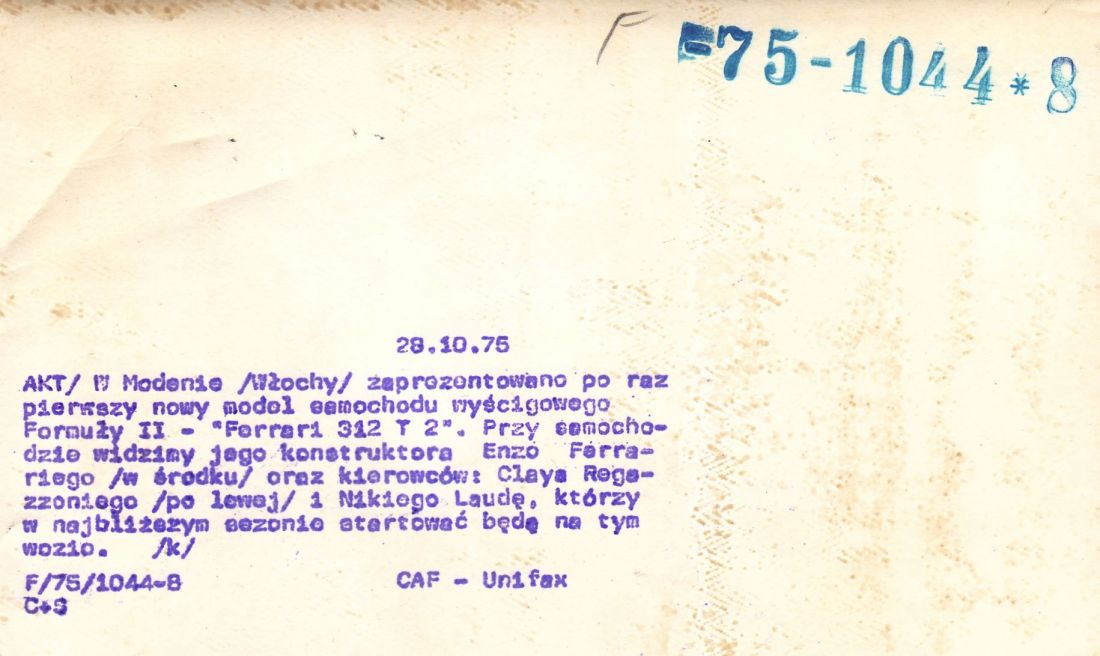 F
F-75-1044*8
28.10.75
AKT/ W Modenie /Włochy/ zaprezentowano po raz
pierwszy nowy model samochodu wyścigowego
Formuły II - "Ferrari 312 T 2". Przy samocho-
dzie widzimy jego konstruktora Enzo Ferra-
riego /w środku/ oraz kierowców: Claya Rega-
zzoniego /po lewej/ i Nikiego Laudę, którzy
w najbliższym sezonie startować będą na tym
wozie. /k/
F/75/1044-8 CAF - Unifax
C+S